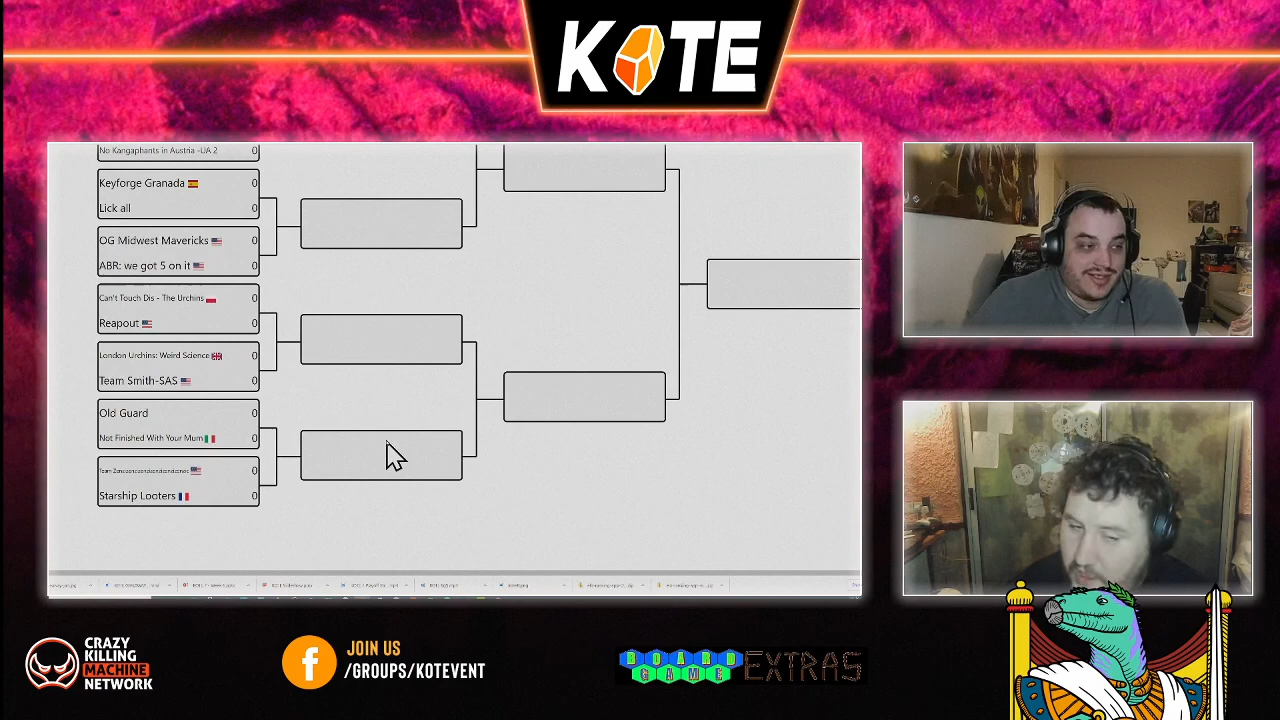 KOTE
No Kangaphants in Austria -UA 2 0
Keyforge Granada 0
Lick all 0
OG Midwest Mavericks 0
ABR: we got 5 on it 0
Can't Touch Dis - The Urchins 0
Reapout 0
London Urchins: Weird Science 0
Team Smith-SAS 0
Old Guard 0
Not Finished With Your Mum 0
0
Starship Looters 0
CRAZY
KILLING
MACHINE
NETWORK
JOIN US
/GROUPS/KOTEVENT
BOARD
GAME
EXTRAS